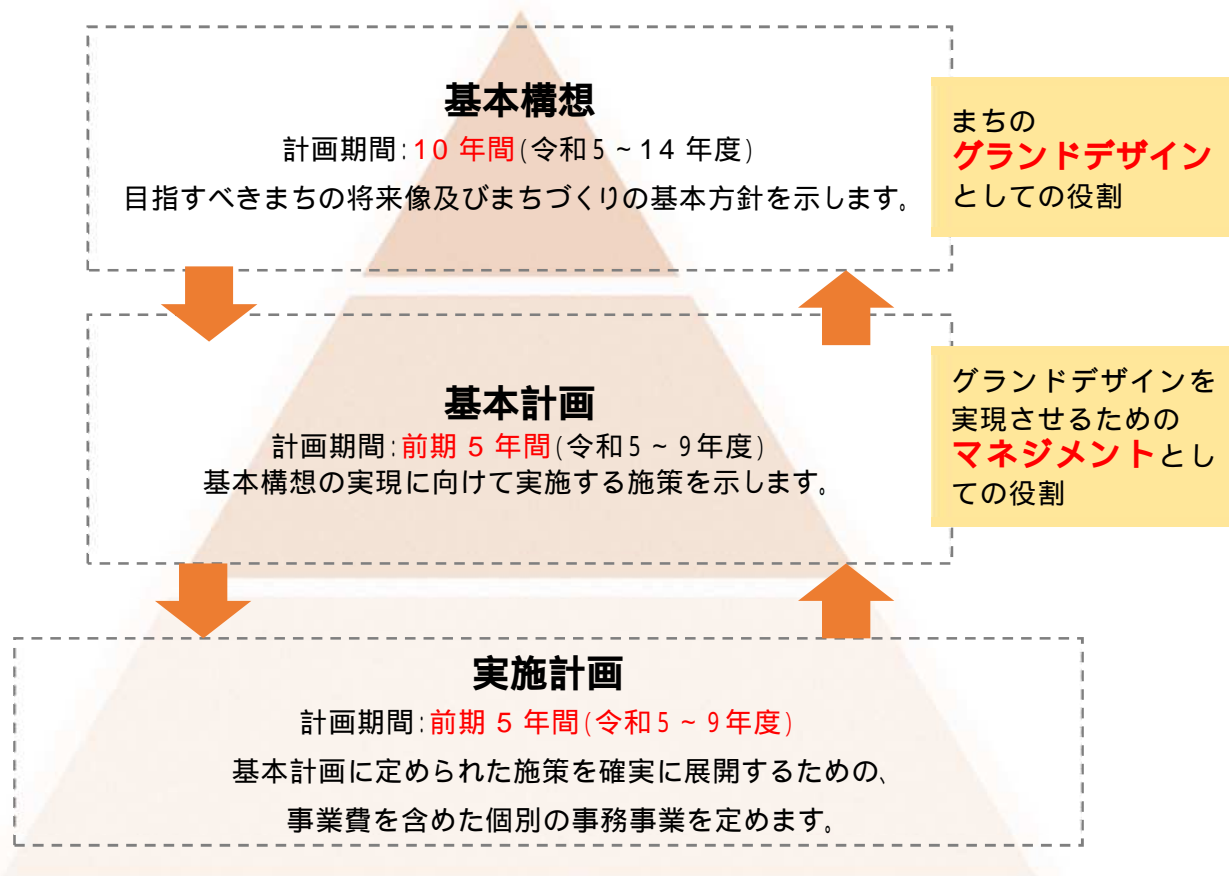 基本構想
計画期間:10 年間(令和5～14 年度)
目指すべきまちの将来像及びまちづくりの基本方針を示します。
まちの
グランドデザイン
としての役割
基本計画
計画期間:前期 5 年間(令和5～9年度)
基本構想の実現に向けて実施する施策を示します。
グランドデザインを
実現させるための
マネジメントとし
ての役割
実施計画
計画期間:前期 5 年間(令和5～9年度)
基本計画に定められた施策を確実に展開するための、
事業費を含めた個別の事務事業を定めます。